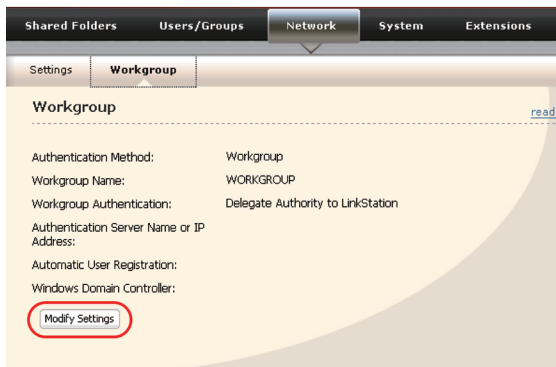 Shared Folders Users/Groups Network System Extensions
Settings Workgroup
Workgroup
read
Authentication Method: Workgroup
Workgroup Name: WORKGROUP
Workgroup Authentication: Delegate Authority to LinkStation
Authentication Server Name or IP
Address:
Automatic User Registration:
Windows Domain Controller:
Modify Settings